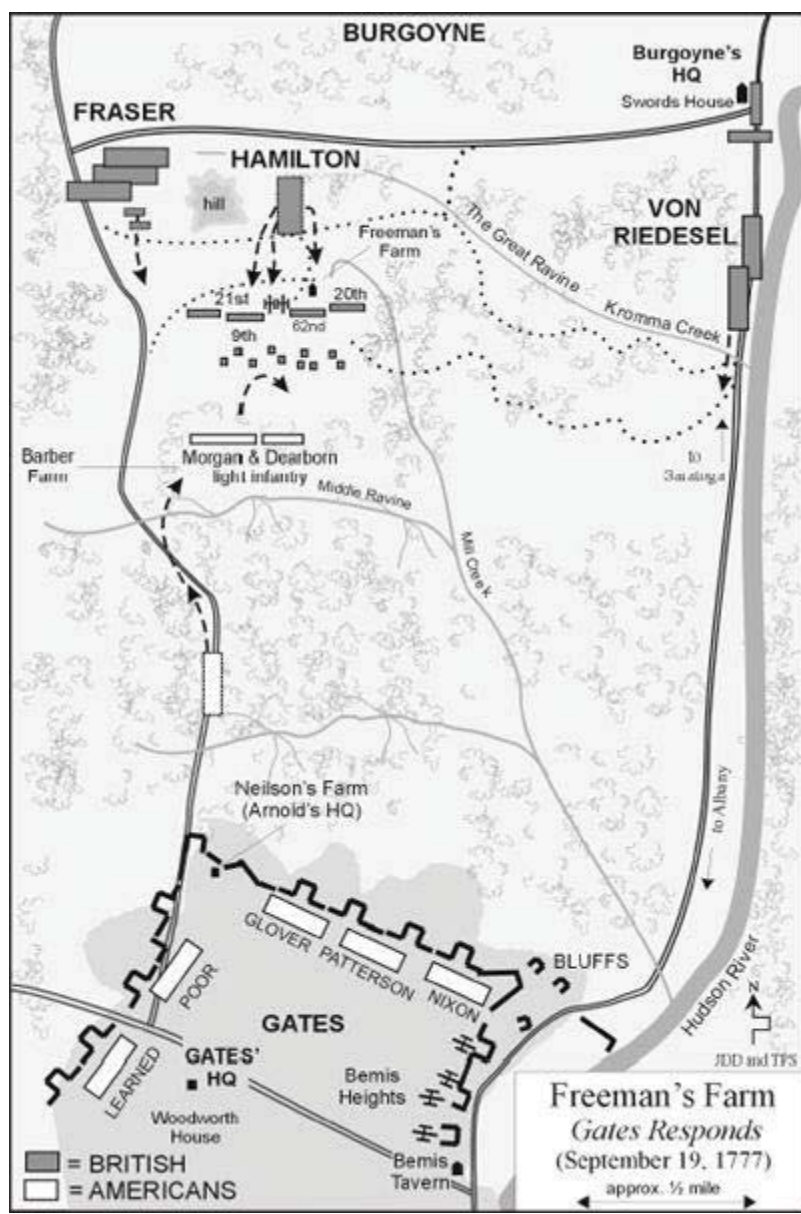 BURGOYNE
Burgoyne's
HQ
Swords House
FRASER
HAMILTON
hill
VON
RIEDESEL
Freeman's
Farm
The Great Ravine
Kromma Creek
21st
20th
9th
62nd
to
Barber
Farm
Morgan & Dearborn
light infantry
Middle Ravine
Mill Creek
Neilson's Farm
(Arnold's HQ)
to Albany
GLOVER
PATTERSON
NIXON
BLUFFS
POOR
LEARNED
GATES
GATES'
HQ
Woodworth
House
Bemis
Heights
Bemis
Tavern
Hudson River
N
JDD and TPS
= BRITISH
= AMERICANS
Freeman's Farm
Gates Responds
(September 19, 1777)
approx. ½ mile